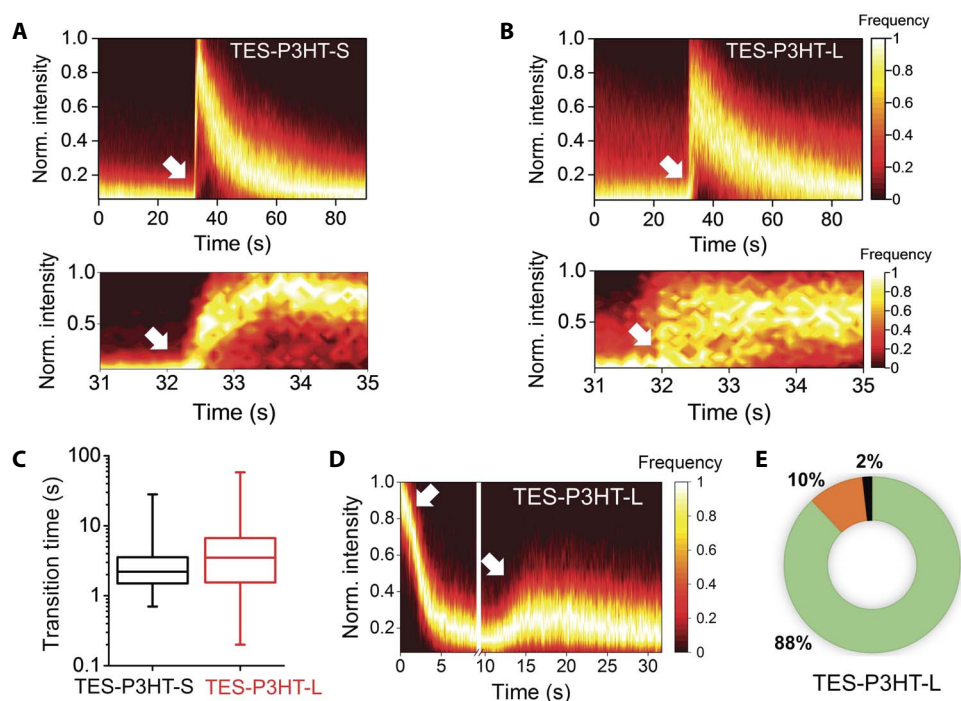 A
TES-P3HT-S
Norm. intensity
1.0
0.8
0.6
0.4
0.2
0
20
40
60
80
Time (s)
Norm. intensity
1.0
0.5
31
32
33
34
35
Time (s)
B
Frequency
TES-P3HT-L
Norm. intensity
1.0
0.8
0.6
0.4
0.2
0
20
40
60
80
Time (s)
1
0.8
0.6
0.4
0.2
0
Frequency
Norm. intensity
1.0
0.5
31
32
33
34
35
Time (s)
1
0.8
0.6
0.4
0.2
0
C
Transition time (s)
100
10
1
0.1
TES-P3HT-S
TES-P3HT-L
D
Frequency
TES-P3HT-L
Norm. intensity
1.0
0.8
0.6
0.4
0.2
0
5
10
15
20
25
30
Time (s)
1
0.8
0.6
0.4
0.2
0
E
2%
10%
88%
TES-P3HT-L